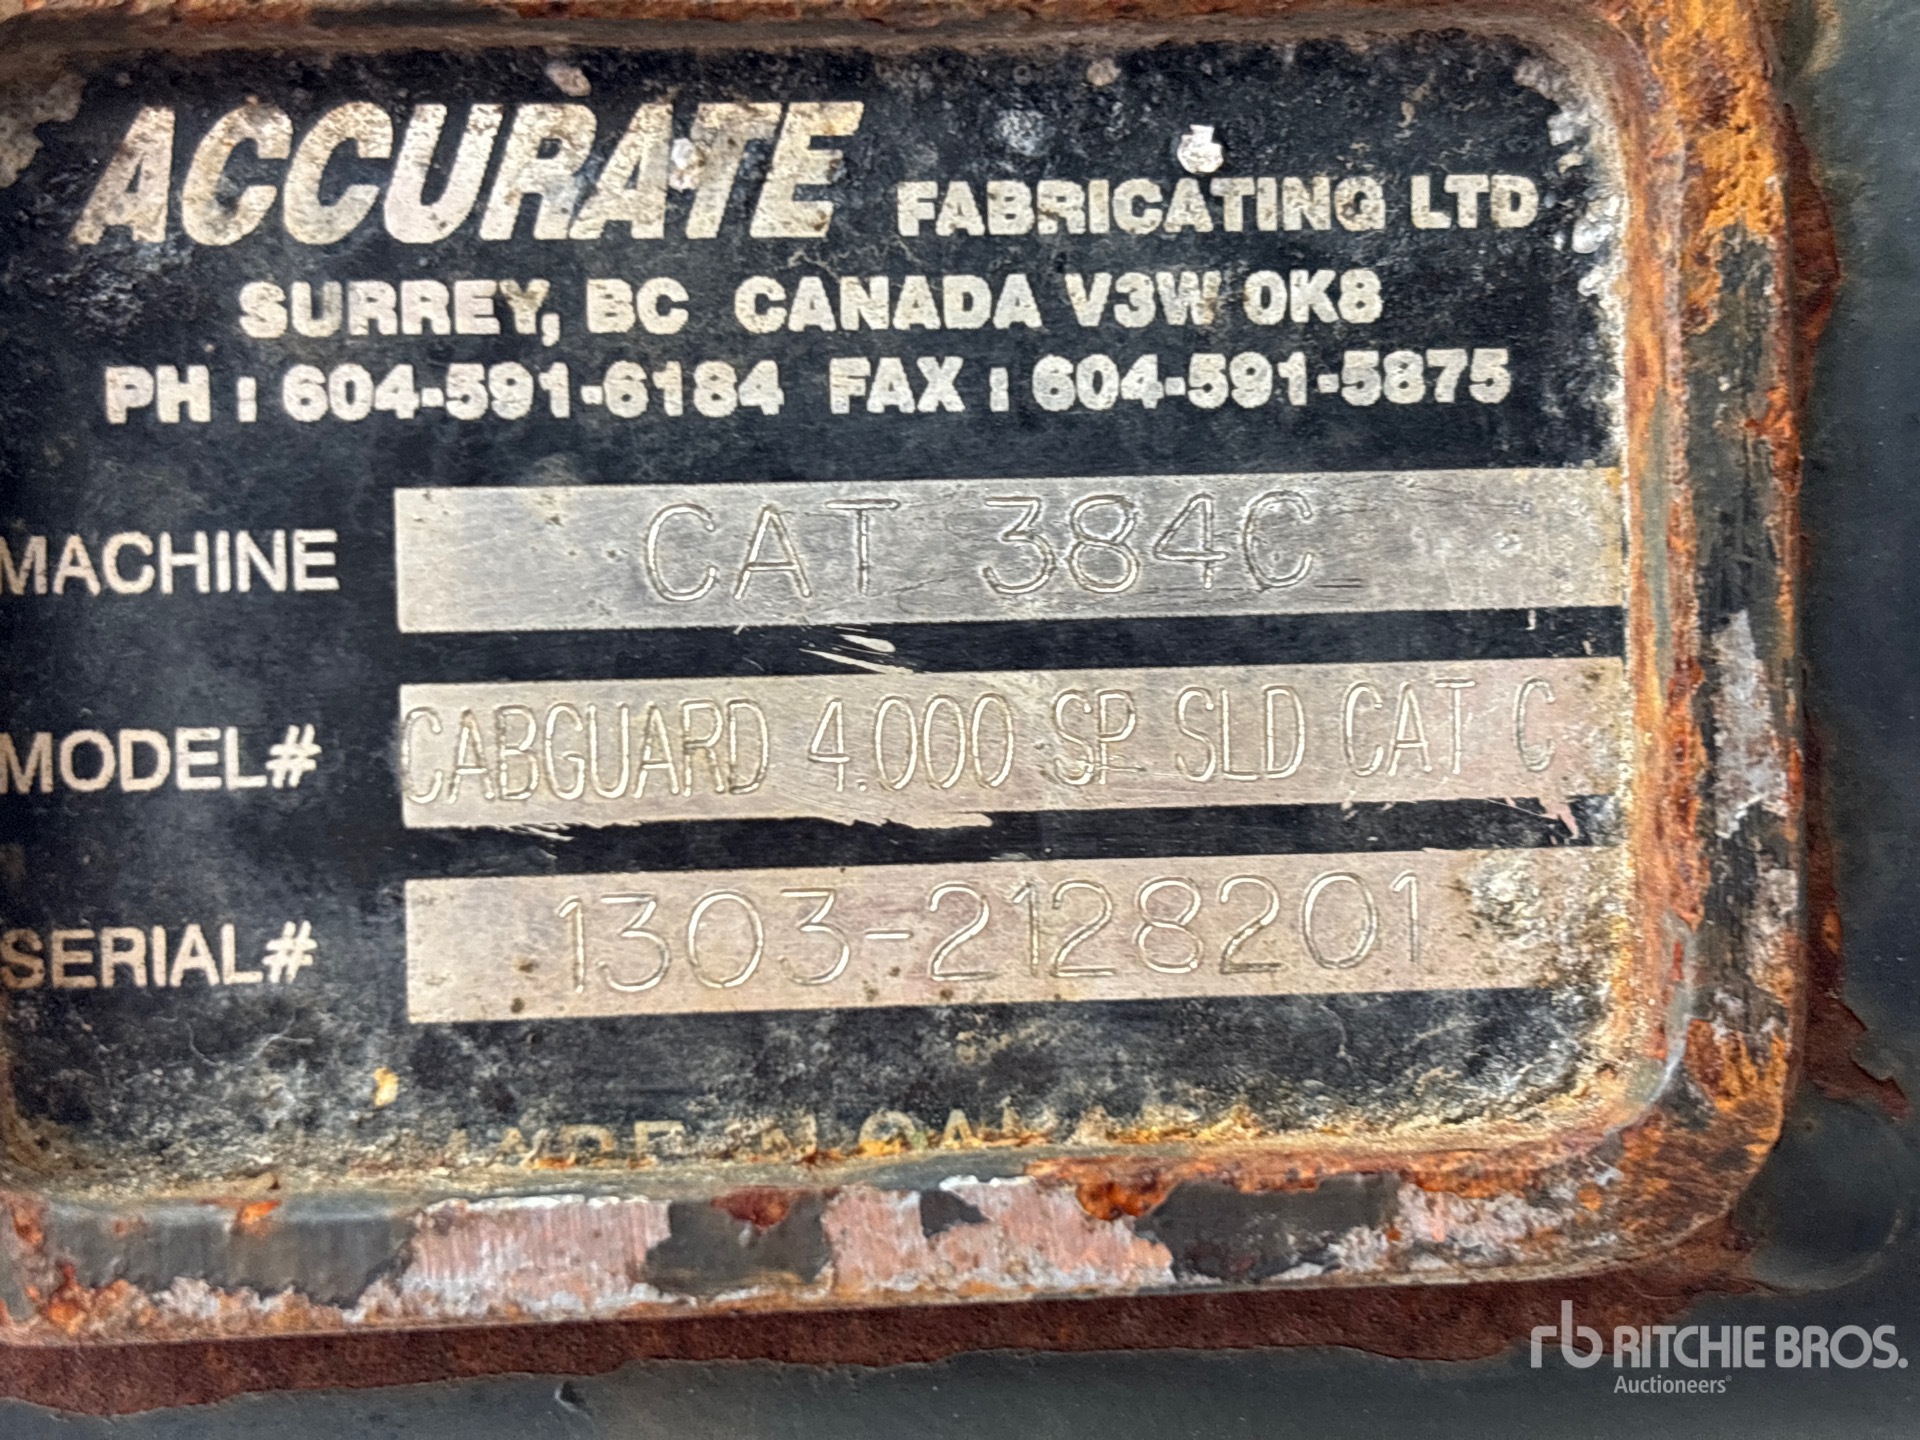 ACCURATE FABRICATING LTD
SURREY, BC CANADA V3W 0K8
PH : 604-591-6184 FAX : 604-591-5875
MACHINE CAT 384C
MODEL# CABGUARD 4.000 SP SLD CAT C
SERIAL# 1303-2128201
rb RITCHIE BROS.
Auctioneers